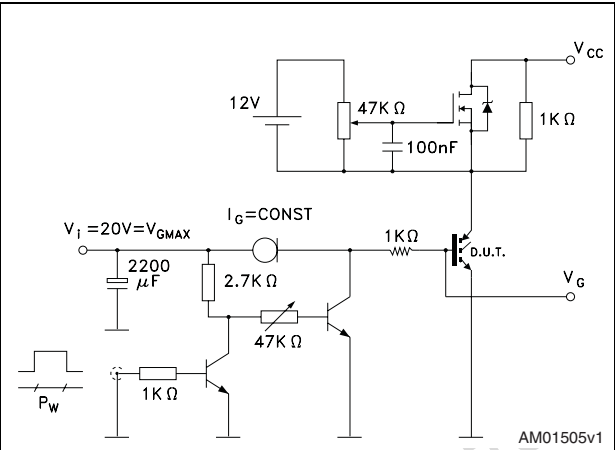 V_CC
12V
47K Ω
1K Ω
100nF
I_G=CONST
V_i =20V=V_GMAX
1KΩ
D.U.T.
2200
μF
2.7K Ω
V_G
47K Ω
1K Ω
P_W
AM01505v1